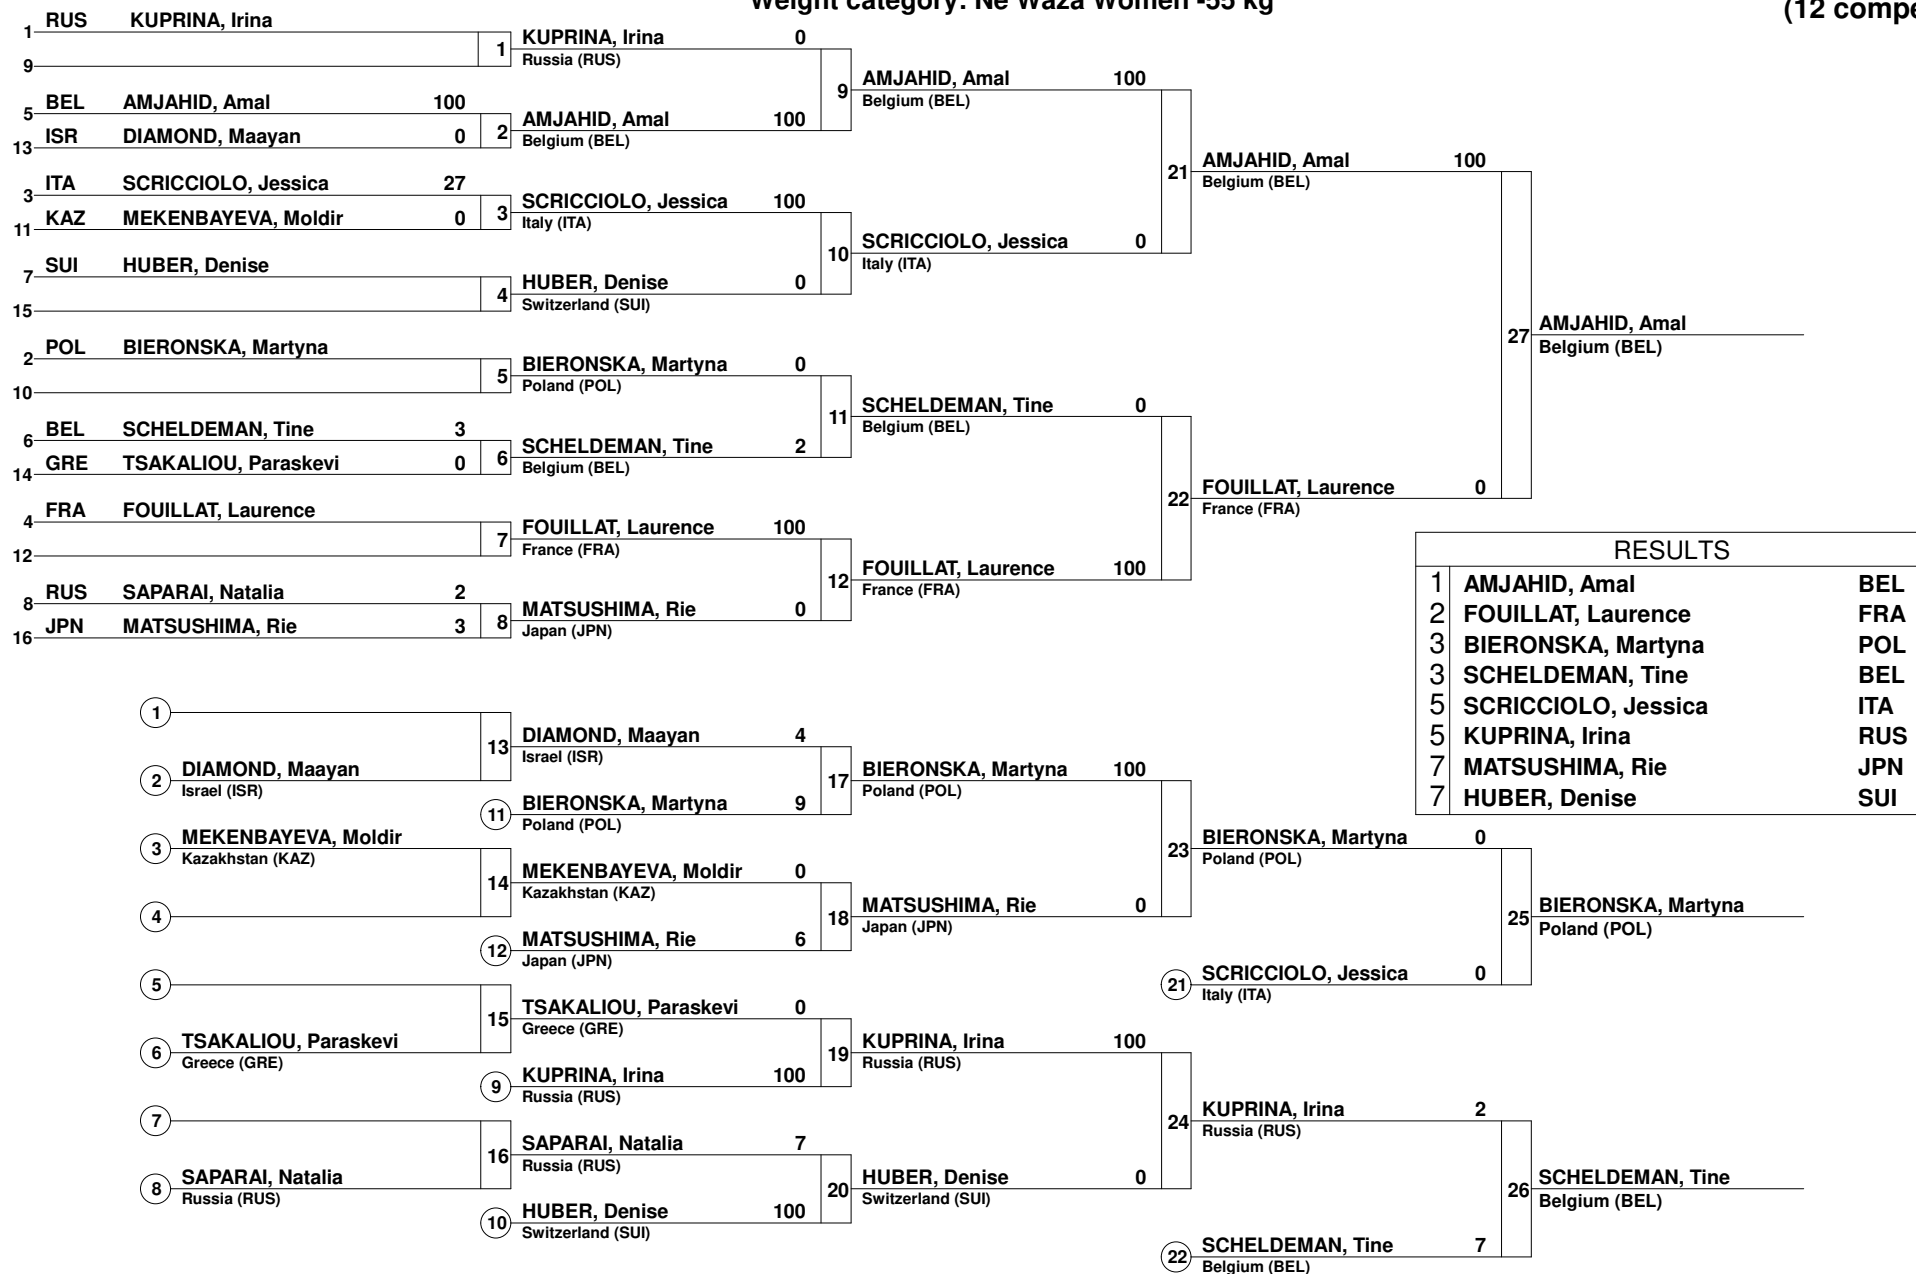 Weight category: Ne Waza Women -55 kg
(12 compe
1 RUS KUPRINA, Irina
9
1 KUPRINA, Irina 0
Russia (RUS)
5 BEL AMJAHID, Amal 100
13 ISR DIAMOND, Maayan 0
2 AMJAHID, Amal 100
Belgium (BEL)
9 AMJAHID, Amal 100
Belgium (BEL)
3 ITA SCRICCIOLO, Jessica 27
11 KAZ MEKENBAYEVA, Moldir 0
3 SCRICCIOLO, Jessica 100
Italy (ITA)
7 SUI HUBER, Denise
15
4 HUBER, Denise 0
Switzerland (SUI)
10 SCRICCIOLO, Jessica 0
Italy (ITA)
21 AMJAHID, Amal 100
Belgium (BEL)
2 POL BIERONSKA, Martyna
10
5 BIERONSKA, Martyna 0
Poland (POL)
6 BEL SCHELDEMAN, Tine 3
14 GRE TSAKALIOU, Paraskevi 0
6 SCHELDEMAN, Tine 2
Belgium (BEL)
11 SCHELDEMAN, Tine 0
Belgium (BEL)
4 FRA FOUILLAT, Laurence
12
7 FOUILLAT, Laurence 100
France (FRA)
8 RUS SAPARAI, Natalia 2
16 JPN MATSUSHIMA, Rie 3
8 MATSUSHIMA, Rie 0
Japan (JPN)
12 FOUILLAT, Laurence 100
France (FRA)
22 FOUILLAT, Laurence 0
France (FRA)
27 AMJAHID, Amal
Belgium (BEL)
RESULTS
1 AMJAHID, Amal BEL
2 FOUILLAT, Laurence FRA
3 BIERONSKA, Martyna POL
3 SCHELDEMAN, Tine BEL
5 SCRICCIOLO, Jessica ITA
5 KUPRINA, Irina RUS
7 MATSUSHIMA, Rie JPN
7 HUBER, Denise SUI
1
2 DIAMOND, Maayan
Israel (ISR)
13 DIAMOND, Maayan 4
Israel (ISR)
11 BIERONSKA, Martyna 9
Poland (POL)
17 BIERONSKA, Martyna 100
Poland (POL)
3 MEKENBAYEVA, Moldir
Kazakhstan (KAZ)
4
14 MEKENBAYEVA, Moldir 0
Kazakhstan (KAZ)
12 MATSUSHIMA, Rie 6
Japan (JPN)
18 MATSUSHIMA, Rie 0
Japan (JPN)
23 BIERONSKA, Martyna 0
Poland (POL)
21 SCRICCIOLO, Jessica 0
Italy (ITA)
25 BIERONSKA, Martyna
Poland (POL)
5
6 TSAKALIOU, Paraskevi
Greece (GRE)
15 TSAKALIOU, Paraskevi 0
Greece (GRE)
9 KUPRINA, Irina 100
Russia (RUS)
19 KUPRINA, Irina 100
Russia (RUS)
7
8 SAPARAI, Natalia
Russia (RUS)
16 SAPARAI, Natalia 7
Russia (RUS)
10 HUBER, Denise 100
Switzerland (SUI)
20 HUBER, Denise 0
Switzerland (SUI)
24 KUPRINA, Irina 2
Russia (RUS)
22 SCHELDEMAN, Tine 7
Belgium (BEL)
26 SCHELDEMAN, Tine
Belgium (BEL)